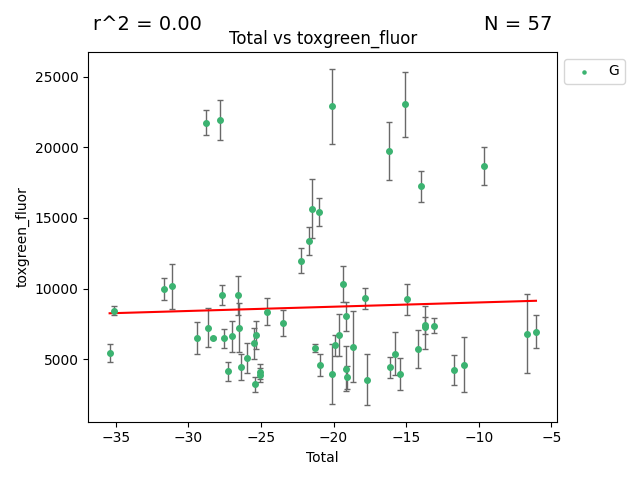 r^2 = 0.00
N = 57
Total vs toxgreen_fluor
G
25000
20000
15000
10000
5000
toxgreen_fluor
−35 −30 −25 −20 −15 −10 −5
Total